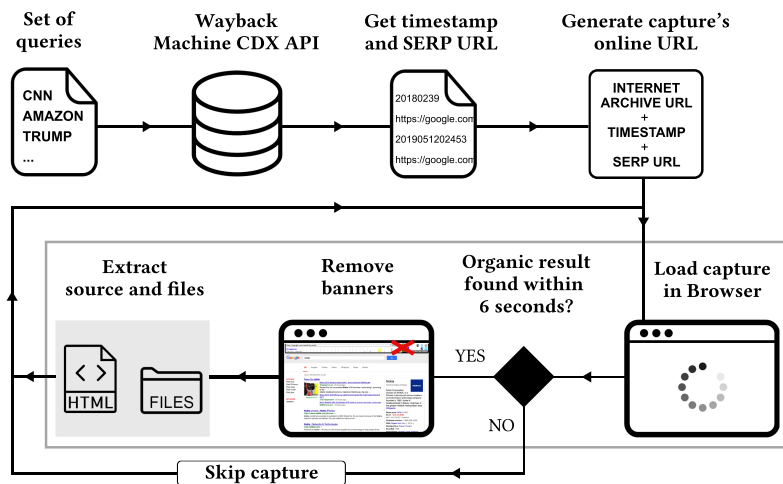 Set of
queries
Wayback
Machine CDX API
Get timestamp
and SERP URL
Generate capture's
online URL
CNN
AMAZON
TRUMP
...
20180239
https://google.com
2019051202453
https://google.com
INTERNET
ARCHIVE URL
+
TIMESTAMP
+
SERP URL
Extract
source and files
Remove
banners
Organic result
found within
6 seconds?
Load capture
in Browser
HTML
FILES
Google
YES
NO
Skip capture